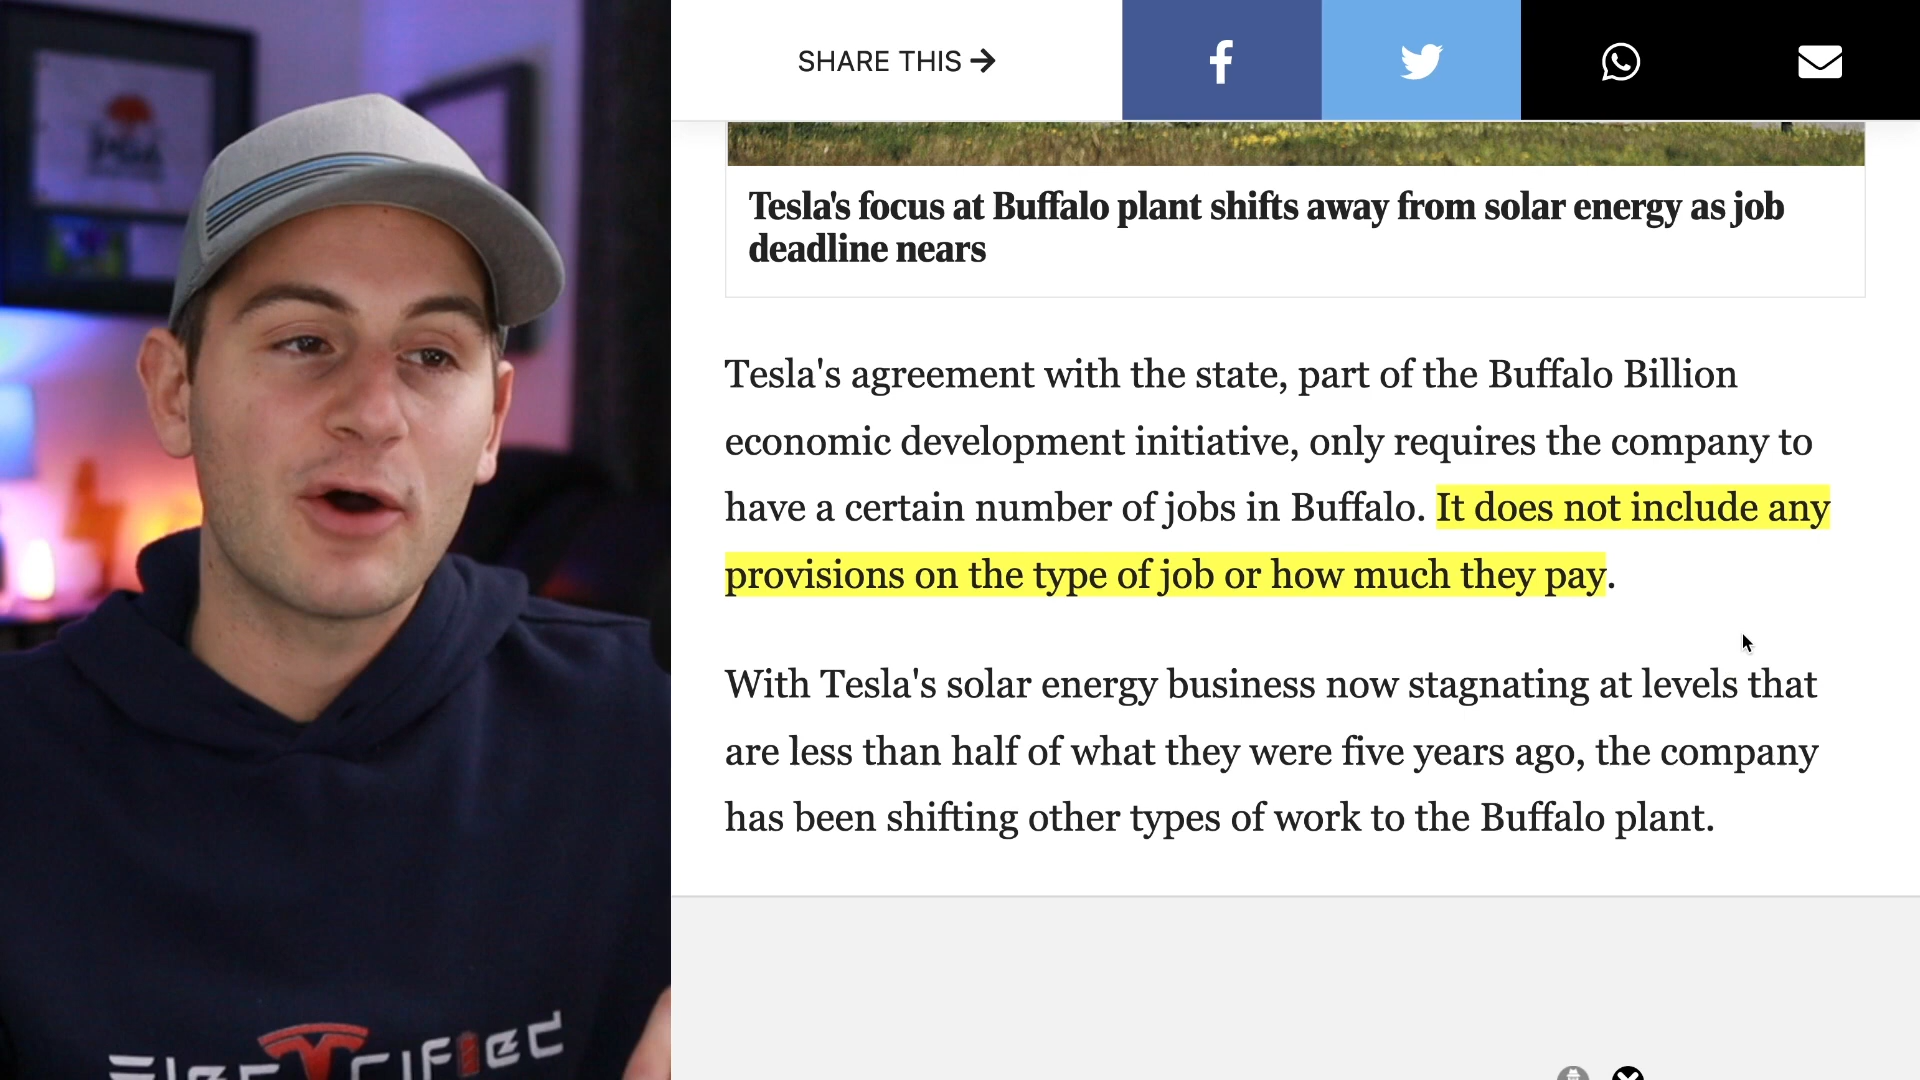 SHARE THIS
Tesla's focus at Buffalo plant shifts away from solar energy as job
deadline nears
Tesla's agreement with the state, part of the Buffalo Billion
economic development initiative, only requires the company to
have a certain number of jobs in Buffalo. It does not include any
provisions on the type of job or how much they pay.
With Tesla's solar energy business now stagnating at levels that
are less than half of what they were five years ago, the company
has been shifting other types of work to the Buffalo plant.
PGA
ElecTrified